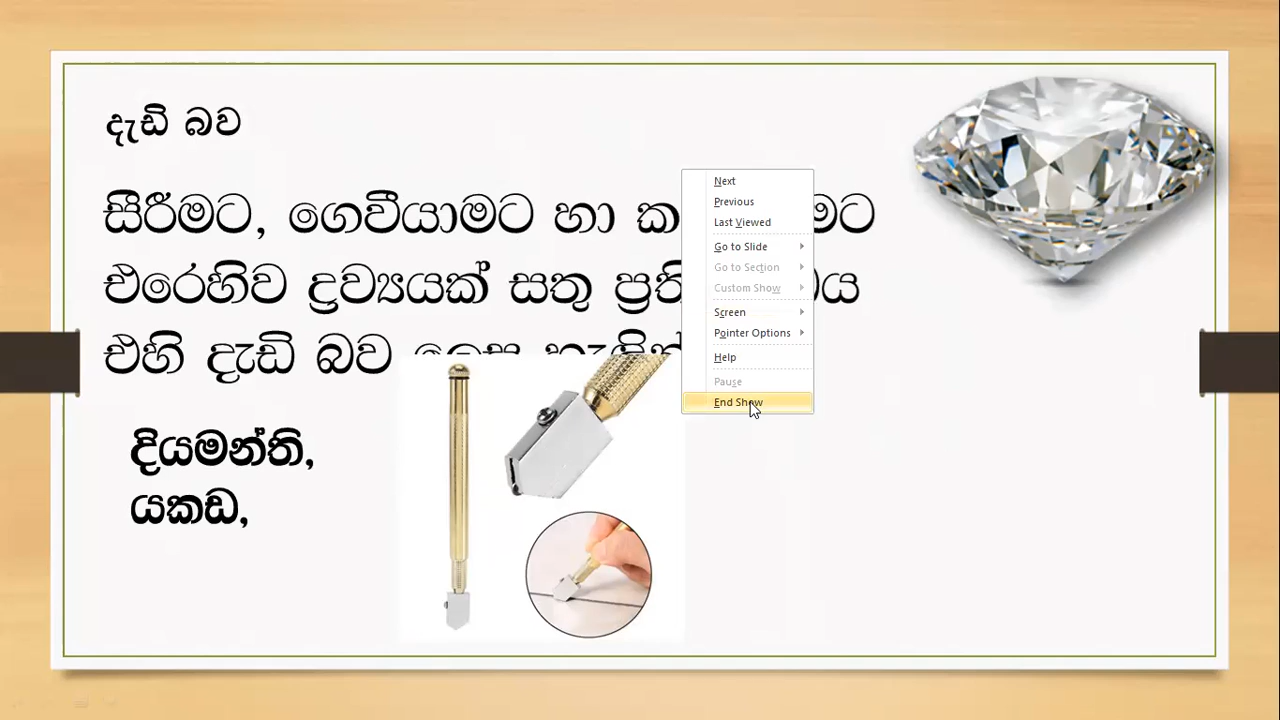 දැඩි බව
සීරීමට, ගෙවීයාමට හා
එරෙහිව ද්‍රව්‍යයක් සතු
එහි දැඩි බව
දියමන්ති,
යකඩ,
Next
Previous
Last Viewed
Go to Slide
Go to Section
Custom Show
Screen
Pointer Options
Help
Pause
End Show